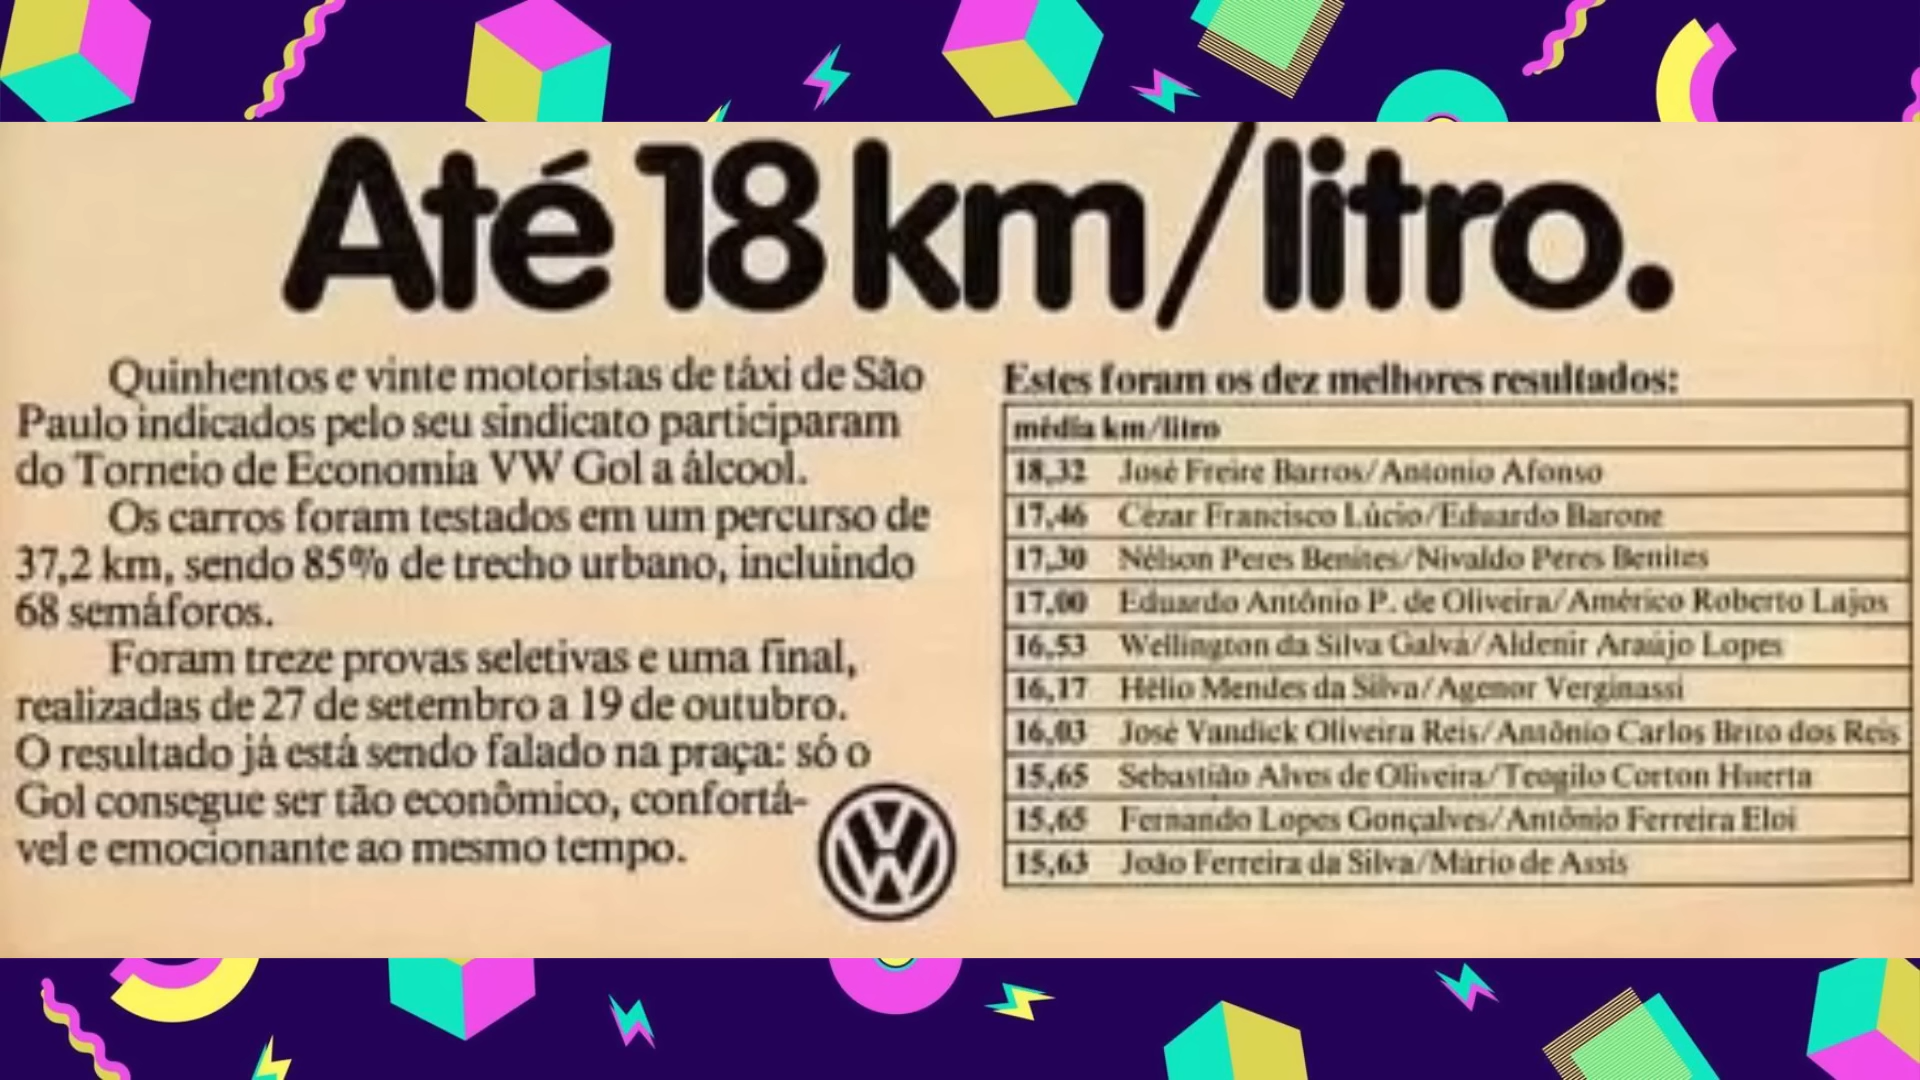 Até 18 km/litro.
Quinhentos e vinte motoristas de táxi de São
Paulo indicados pelo seu sindicato participaram
do Torneio de Economia VW Gol a álcool.
Os carros foram testados em um percurso de
37,2 km, sendo 85% de trecho urbano, incluindo
68 semáforos.
Foram treze provas seletivas e uma final,
realizadas de 27 de setembro a 19 de outubro.
O resultado já está sendo falado na praça: só o
Gol consegue ser tão econômico, confortá-
vel e emocionante ao mesmo tempo.
Estes foram os dez melhores resultados:
média km/litro
18,32 José Freire Barros/Antonio Afonso
17,46 Cézar Francisco Lúcio/Eduardo Barone
17,30 Nélson Peres Benites/Nivaldo Peres Benites
17,00 Eduardo Antônio P. de Oliveira/Américo Roberto Lajos
16,53 Wellington da Silva Galvá/Aldenir Araújo Lopes
16,17 Hélio Mendes da Silva/Agenor Verginassi
16,03 José Vandick Oliveira Reis/Antônio Carlos Brito dos Reis
15,65 Sebastião Alves de Oliveira/Teogilo Corton Huerta
15,65 Fernando Lopes Gonçalves/Antônio Ferreira Eloi
15,63 João Ferreira da Silva/Mário de Assis